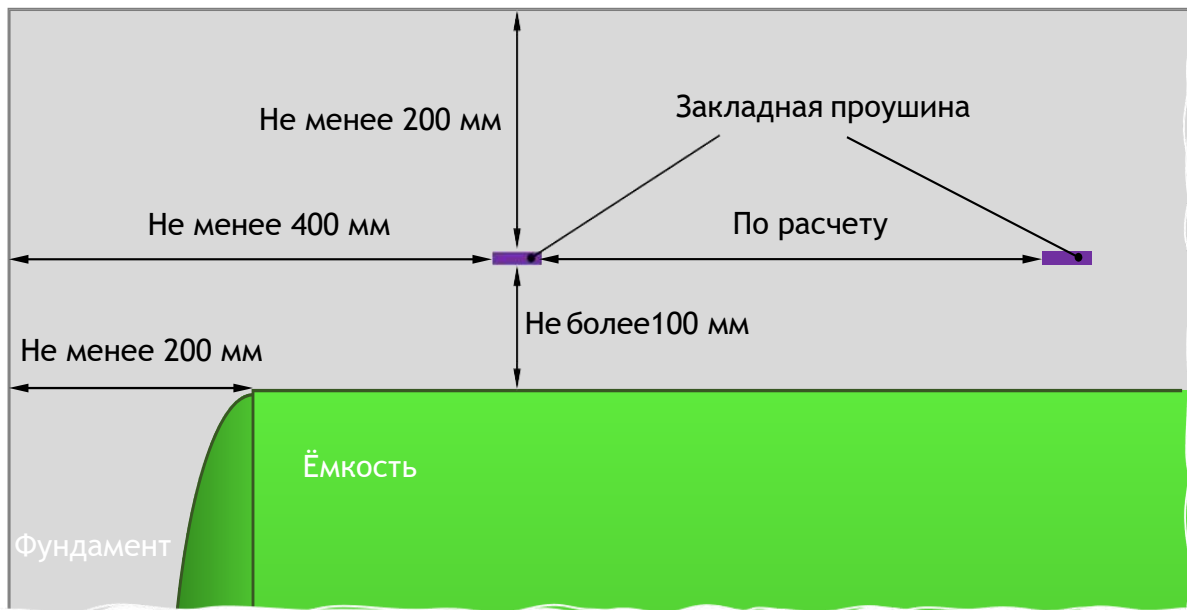 Не менее 200 мм
Закладная проушина
Не менее 400 мм
По расчету
Не более100 мм
Не менее 200 мм
Ёмкость
Фундамент